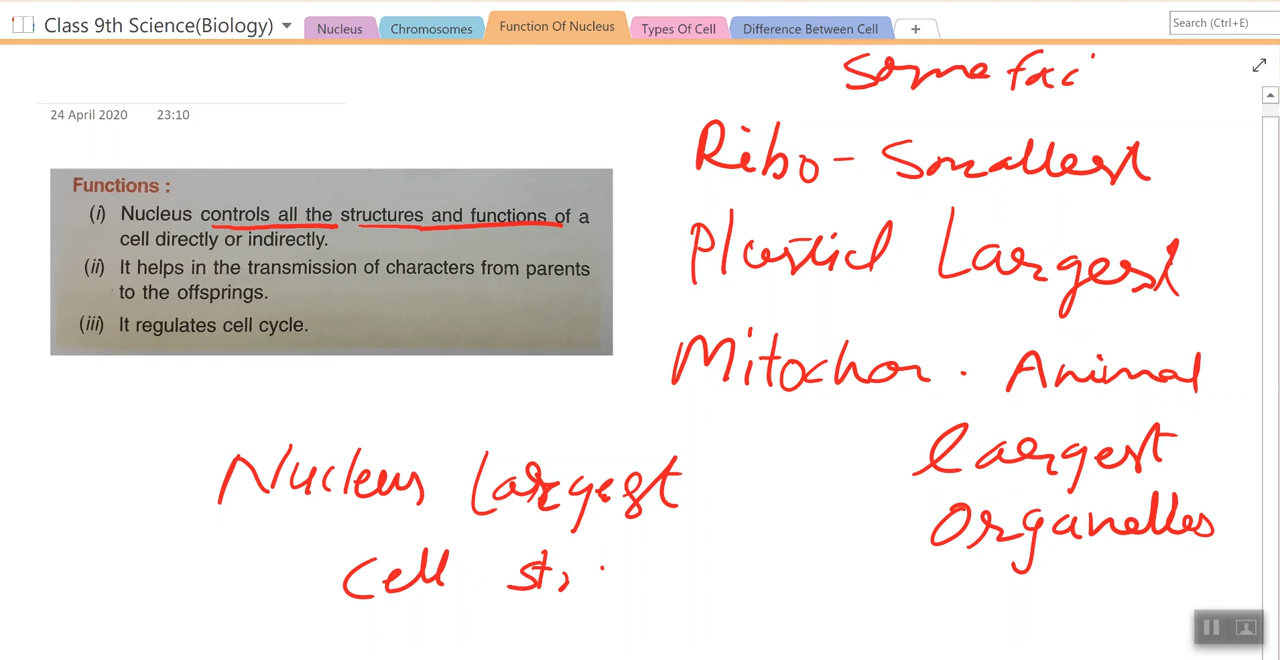 Class 9th Science(Biology)
Nucleus
Chromosomes
Function Of Nucleus
Types Of Cell
Difference Between Cell
+
Search (Ctrl+E)
24 April 2020 23:10
Functions :
(i) Nucleus controls all the structures and functions of a
cell directly or indirectly.
(ii) It helps in the transmission of characters from parents
to the offsprings.
(iii) It regulates cell cycle.
Some fac
Ribo - Smallest
Plastid Largest
Mitochon . Animal
largest
organelles
Nucleus Largest
Cell st